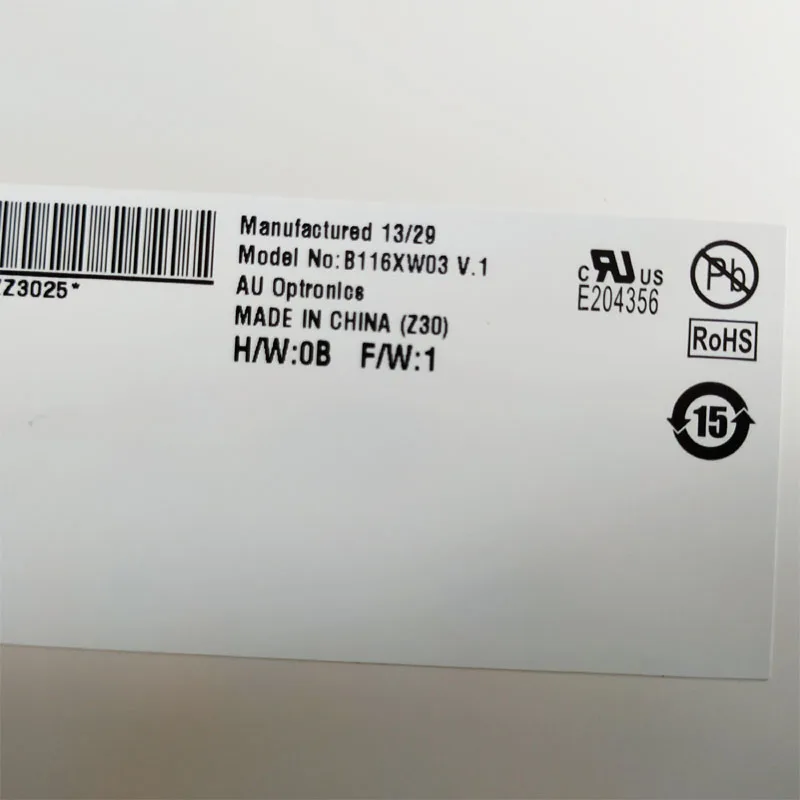 Manufactured 13/29
Model No:B116XW03 V.1
AU Optronics
MADE IN CHINA (Z30)
H/W:0B F/W:1
Z3025*
c RU US
E204356
Pb
RoHS
15